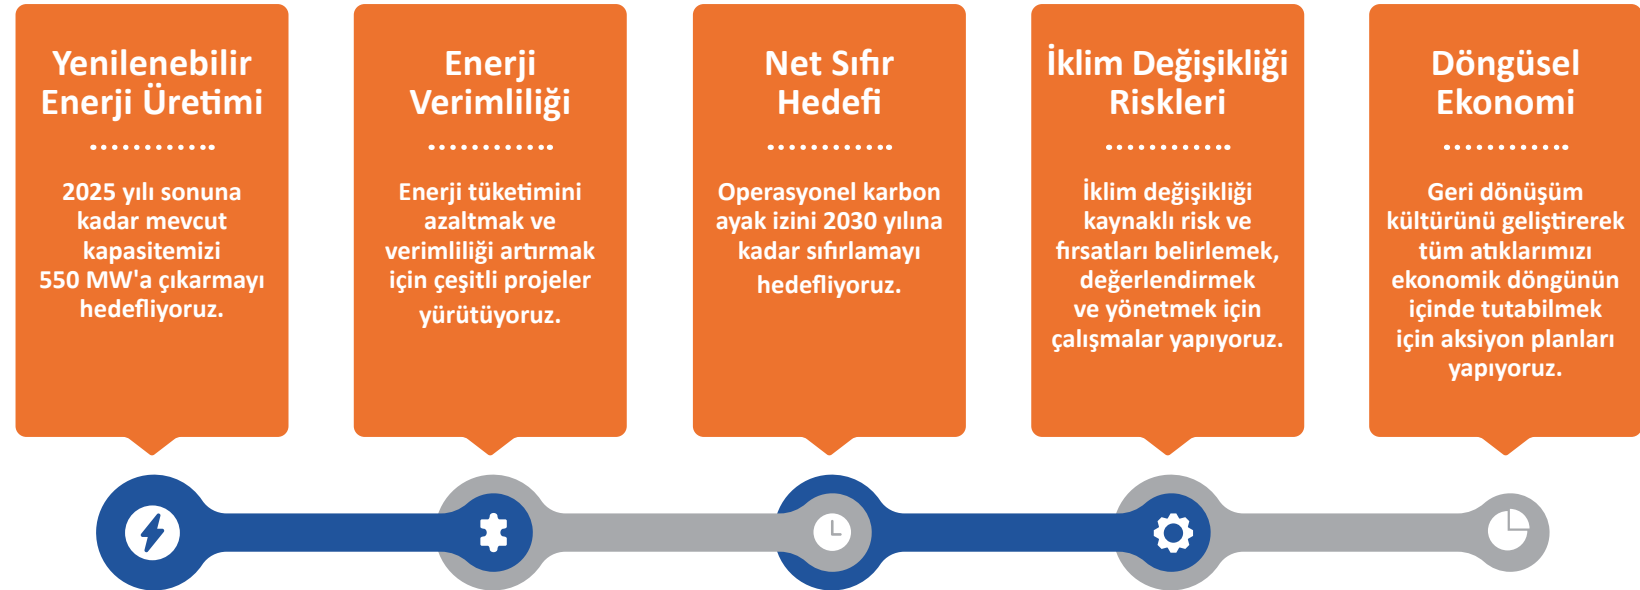 Yenilenebilir
Enerji Üretimi
2025 yılı sonuna
kadar mevcut
kapasitemizi
550 MW'a çıkarmayı
hedefliyoruz.
Enerji
Verimliliği
Enerji tüketimini
azaltmak ve
verimliliği artırmak
için çeşitli projeler
yürütüyoruz.
Net Sıfır
Hedefi
Operasyonel karbon
ayak izini 2030 yılına
kadar sıfırlamayı
hedefliyoruz.
İklim Değişikliği
Riskleri
İklim değişikliği
kaynaklı risk ve
fırsatları belirlemek,
değerlendirmek
ve yönetmek için
çalışmalar yapıyoruz.
Döngüsel
Ekonomi
Geri dönüşüm
kültürünü geliştirerek
tüm atıklarımızı
ekonomik döngünün
içinde tutabilmek
için aksiyon planları
yapıyoruz.